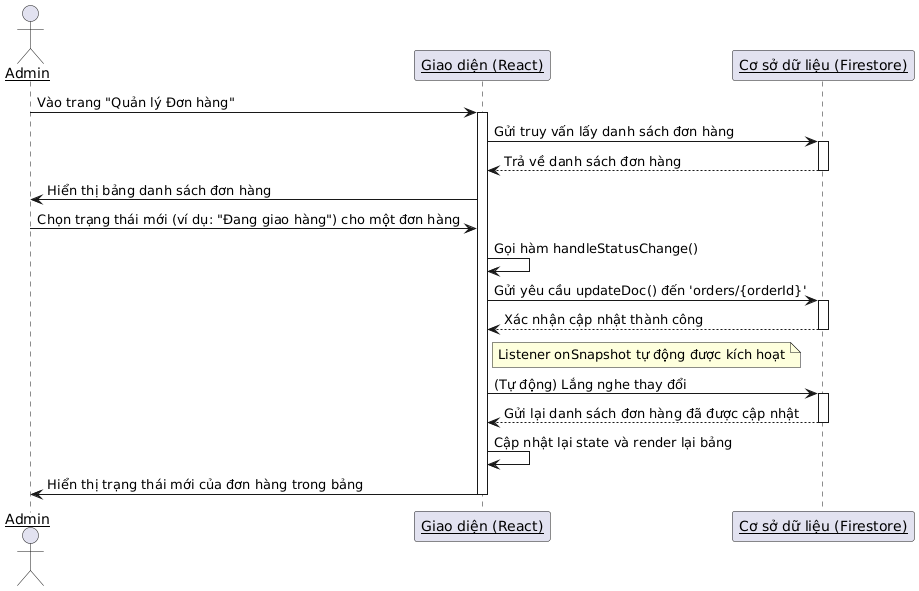 Admin
Giao diện (React)
Cơ sở dữ liệu (Firestore)
Vào trang "Quản lý Đơn hàng"
Gửi truy vấn lấy danh sách đơn hàng
Trả về danh sách đơn hàng
Hiển thị bảng danh sách đơn hàng
Chọn trạng thái mới (ví dụ: "Đang giao hàng") cho một đơn hàng
Gọi hàm handleStatusChange()
Gửi yêu cầu updateDoc() đến 'orders/{orderId}'
Xác nhận cập nhật thành công
Listener onSnapshot tự động được kích hoạt
(Tự động) Lắng nghe thay đổi
Gửi lại danh sách đơn hàng đã được cập nhật
Cập nhật lại state và render lại bảng
Hiển thị trạng thái mới của đơn hàng trong bảng
Admin
Giao diện (React)
Cơ sở dữ liệu (Firestore)